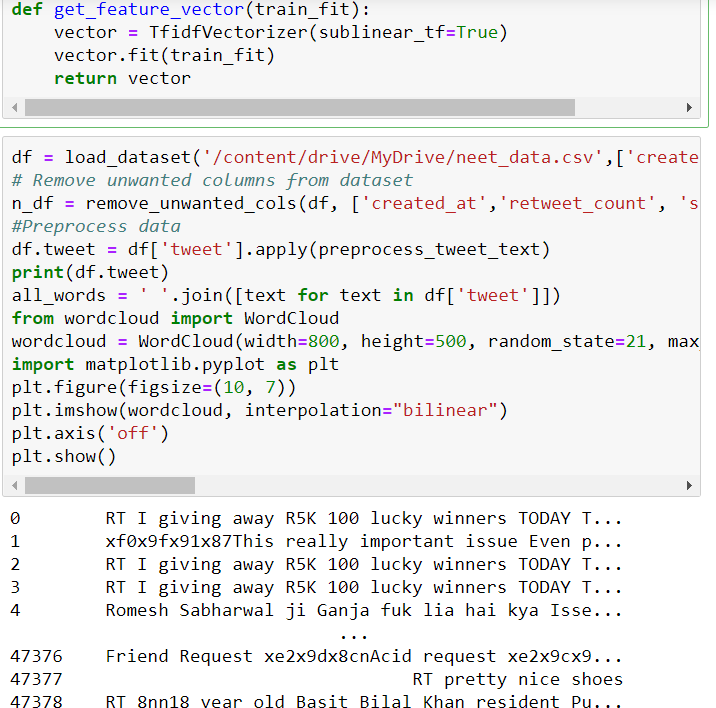 def get_feature_vector(train_fit):
    vector = TfidfVectorizer(sublinear_tf=True)
    vector.fit(train_fit)
    return vector
df = load_dataset('/content/drive/MyDrive/neet_data.csv',['create
# Remove unwanted columns from dataset
n_df = remove_unwanted_cols(df, ['created_at','retweet_count', 's
#Preprocess data
df.tweet = df['tweet'].apply(preprocess_tweet_text)
print(df.tweet)
all_words = ' '.join([text for text in df['tweet']])
from wordcloud import WordCloud
wordcloud = WordCloud(width=800, height=500, random_state=21, max
import matplotlib.pyplot as plt
plt.figure(figsize=(10, 7))
plt.imshow(wordcloud, interpolation="bilinear")
plt.axis('off')
plt.show()
0 RT I giving away R5K 100 lucky winners TODAY T...
1 xf0x9fx91x87This really important issue Even p...
2 RT I giving away R5K 100 lucky winners TODAY T...
3 RT I giving away R5K 100 lucky winners TODAY T...
4 Romesh Sabharwal ji Ganja fuk lia hai kya Isse...
...
47376 Friend Request xe2x9dx8cnAcid request xe2x9cx9...
47377 RT pretty nice shoes
47378 RT 8nn18 year old Basit Bilal Khan resident Pu...